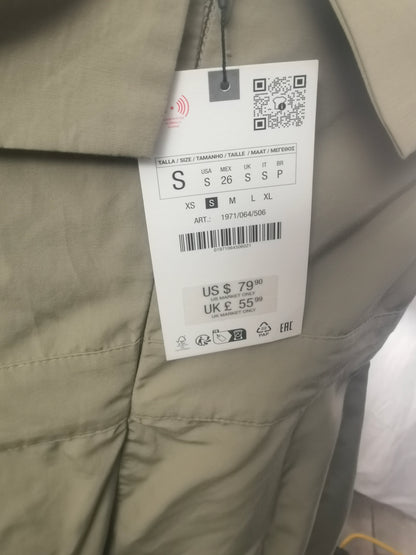 TALLA / SIZE / TAMANHO / TAILLE / MAAT / ΜΕΓΕΘΟΣ
S
USA MEX UK IT BR
S 26 S S P
XS S M L XL
ART.: 1971/064/506
US $ 79.90
US MARKET ONLY
UK £ 55.99
UK MARKET ONLY
PAP
EAC